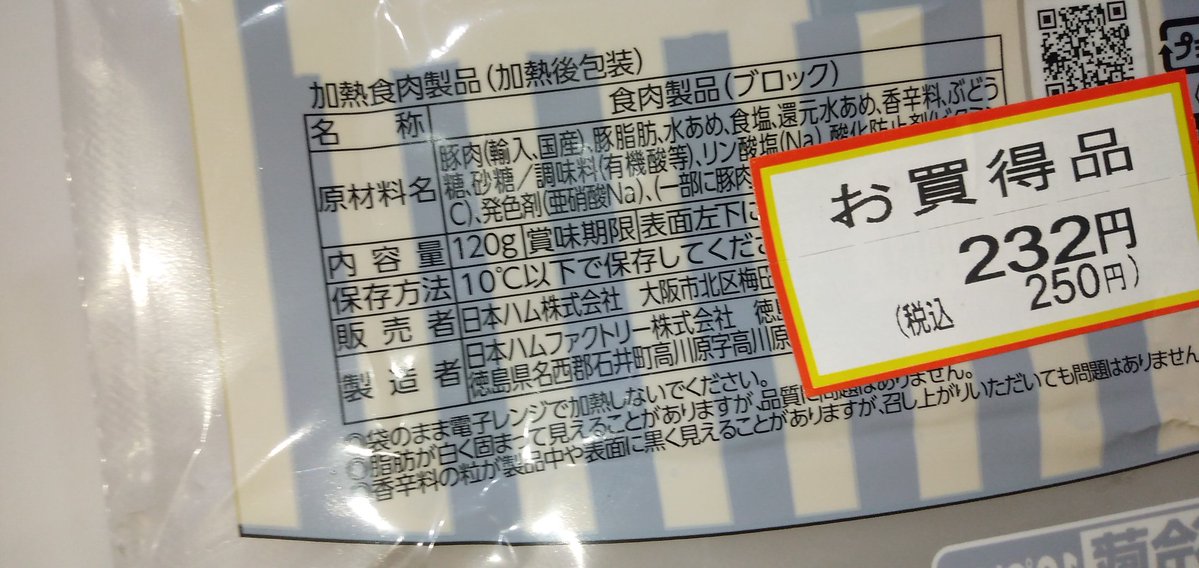 加熱食肉製品(加熱後包装)
名称 食肉製品(ブロック)
原材料名 豚肉(輸入、国産)、豚脂肪、水あめ、食塩、還元水あめ、香辛料、ぶどう
糖、砂糖/調味料(有機酸等)、リン酸塩(Na)、酸化防止剤(ビタミン
C)、発色剤(亜硝酸Na)、(一部に豚肉
内容量 120g 賞味期限 表面左下に
保存方法 10℃以下で保存してくださ
販売者 日本ハム株式会社 大阪市北区梅田
製造者 日本ハムファクトリー株式会社 徳島
徳島県名西郡石井町高川原字高川原
○袋のまま電子レンジで加熱しないでください。
○脂肪が白く固まって見えることがありますが、品質に問題はありません。
○香辛料の粒が製品中や表面に黒く見えることがありますが、召し上がりいただいても問題はありません
お買得品
232円
(税込 250円)
プ